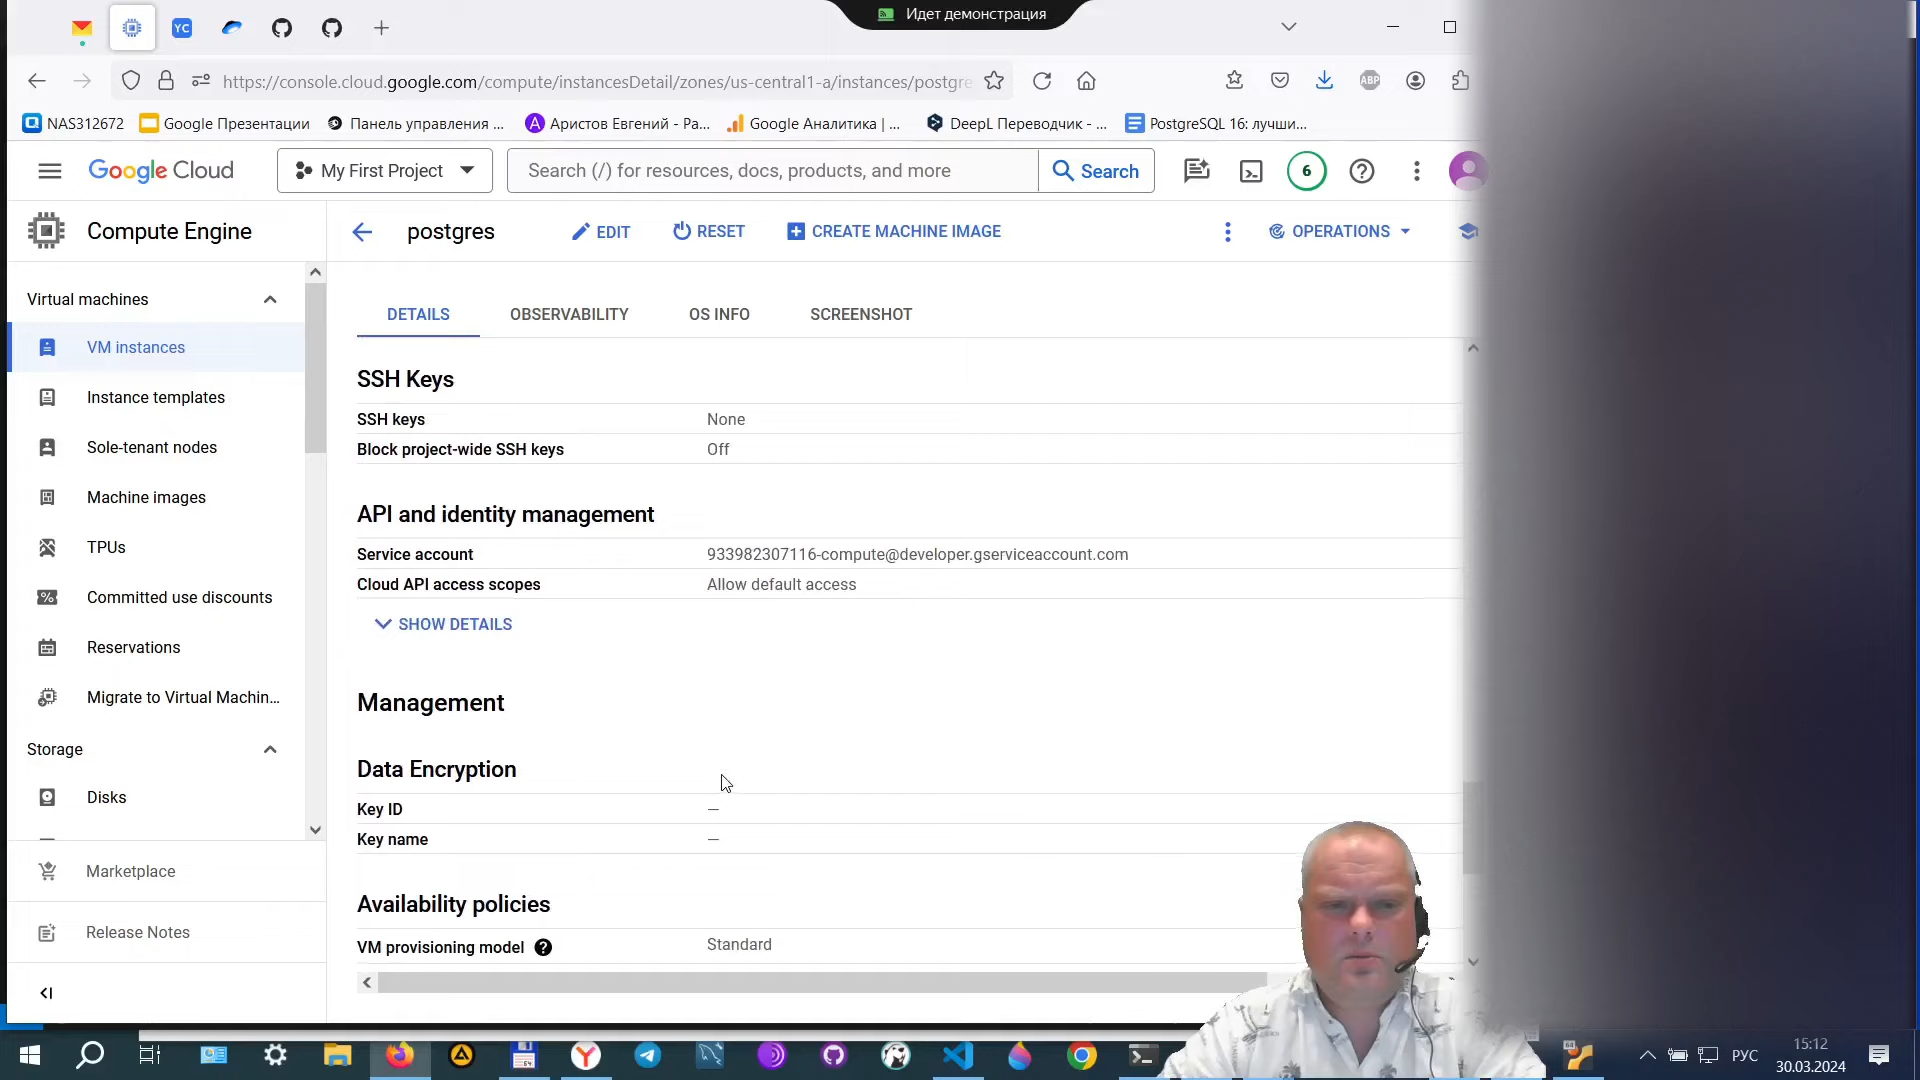 Идет демонстрация
YC
https://console.cloud.google.com/compute/instancesDetail/zones/us-central1-a/instances/postgre
ABP
NAS312672
Google Презентации
Панель управления ...
Аристов Евгений - Ра...
Google Аналитика | ...
DeepL Переводчик - ...
PostgreSQL 16: лучши...
Google Cloud
My First Project
Search (/) for resources, docs, products, and more
Search
6
Compute Engine
postgres
EDIT
RESET
CREATE MACHINE IMAGE
OPERATIONS
Virtual machines
VM instances
Instance templates
Sole-tenant nodes
Machine images
TPUs
Committed use discounts
Reservations
Migrate to Virtual Machin...
Storage
Disks
Marketplace
Release Notes
DETAILS
OBSERVABILITY
OS INFO
SCREENSHOT
SSH Keys
SSH keys None
Block project-wide SSH keys Off
API and identity management
Service account 933982307116-compute@developer.gserviceaccount.com
Cloud API access scopes Allow default access
SHOW DETAILS
Management
Data Encryption
Key ID —
Key name —
Availability policies
VM provisioning model Standard
РУС
15:12
30.03.2024